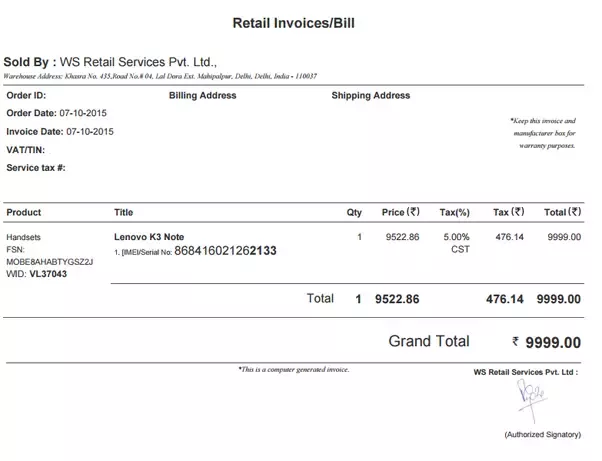 Retail Invoices/Bill
Sold By : WS Retail Services Pvt. Ltd.,
Warehouse Address: Khasra No. 435,Road No.# 04, Lal Dora Ext. Mahipalpur, Delhi, Delhi, India - 110037
Order ID: Billing Address Shipping Address
Order Date: 07-10-2015
*Keep this invoice and
Invoice Date: 07-10-2015
manufacturer box for
VAT/TIN:
warranty purposes.
Service tax #:
Product Title Qty Price (₹) Tax(%) Tax (₹) Total (₹)
Handsets Lenovo K3 Note 1 9522.86 5.00% 476.14 9999.00
FSN: 1. [IMEI/Serial No: 868416021262133 CST
MOBE8AHABTYGSZ2J
WID: VL37043
Total 1 9522.86 476.14 9999.00
Grand Total ₹ 9999.00
*This is a computer generated invoice.
WS Retail Services Pvt. Ltd :
(Authorized Signatory)